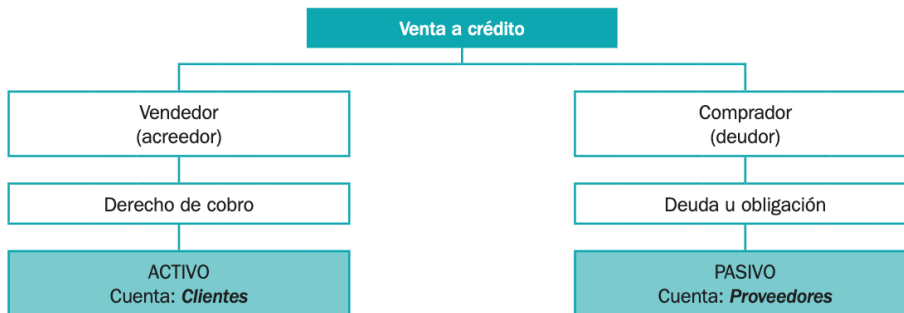 Venta a crédito
Vendedor
(acreedor)
Comprador
(deudor)
Derecho de cobro
Deuda u obligación
ACTIVO
Cuenta: Clientes
PASIVO
Cuenta: Proveedores